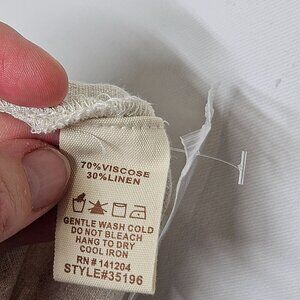 70%VISCOSE
30%LINEN
GENTLE WASH COLD
DO NOT BLEACH
HANG TO DRY
COOL IRON
RN# 141204
STYLE#35196